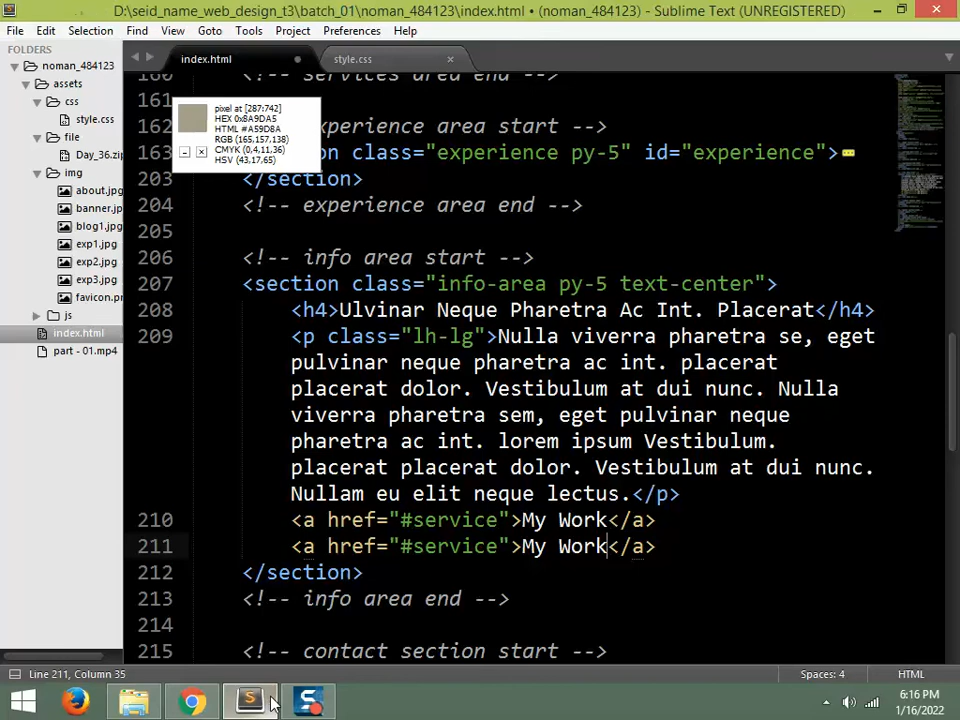 D:\seid_name_web_design_t3\batch_01\noman_484123\index.html • (noman_484123) - Sublime Text (UNREGISTERED)
File Edit Selection Find View Goto Tools Project Preferences Help
FOLDERS
noman_484123
assets
css
style.css
file
Day_36.zip
img
about.jpg
banner.jp
blog1.jpg
exp1.jpg
exp2.jpg
exp3.jpg
favicon.pr
js
index.html
part - 01.mp4
index.html
style.css
pixel at [287:742]
HEX 0x8A9DA5
HTML #A59D8A
RGB (165,157,138)
CMYK (0,4,11,36)
HSV (43,17,65)
160 <!-- services area end -->
161
162 experience area start -->
163 on class="experience py-5" id="experience">
203 </section>
204 <!-- experience area end -->
205
206 <!-- info area start -->
207 <section class="info-area py-5 text-center">
208 <h4>Ulvinar Neque Pharetra Ac Int. Placerat</h4>
209 <p class="lh-lg">Nulla viverra pharetra se, eget
pulvinar neque pharetra ac int. placerat
placerat dolor. Vestibulum at dui nunc. Nulla
viverra pharetra sem, eget pulvinar neque
pharetra ac int. lorem ipsum Vestibulum.
placerat placerat dolor. Vestibulum at dui nunc.
Nullam eu elit neque lectus.</p>
210 <a href="#service">My Work</a>
211 <a href="#service">My Work</a>
212 </section>
213 <!-- info area end -->
214
215 <!-- contact section start -->
Line 211, Column 35
Spaces: 4
HTML
6:16 PM
1/16/2022